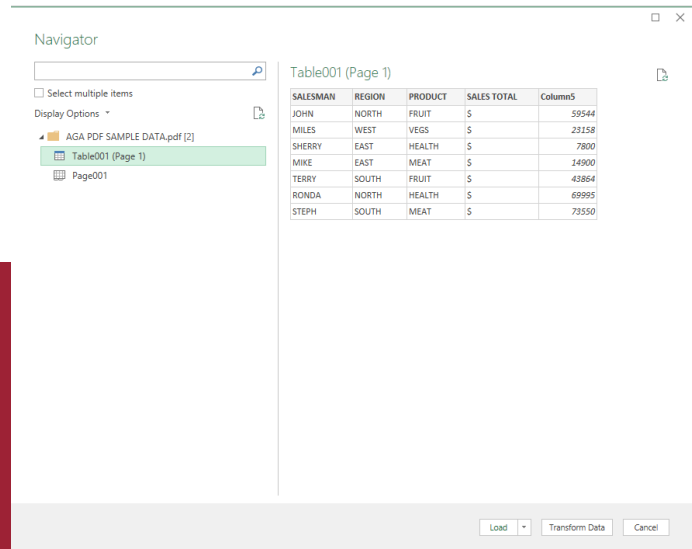 Navigator
Select multiple items
Display Options
AGA PDF SAMPLE DATA.pdf [2]
Table001 (Page 1)
Page001
Table001 (Page 1)
SALESMAN REGION PRODUCT SALES TOTAL Column5
JOHN NORTH FRUIT $ 59544
MILES WEST VEGS $ 23158
SHERRY EAST HEALTH $ 7800
MIKE EAST MEAT $ 14900
TERRY SOUTH FRUIT $ 43864
RONDA NORTH HEALTH $ 69995
STEPH SOUTH MEAT $ 73550
Load Transform Data Cancel